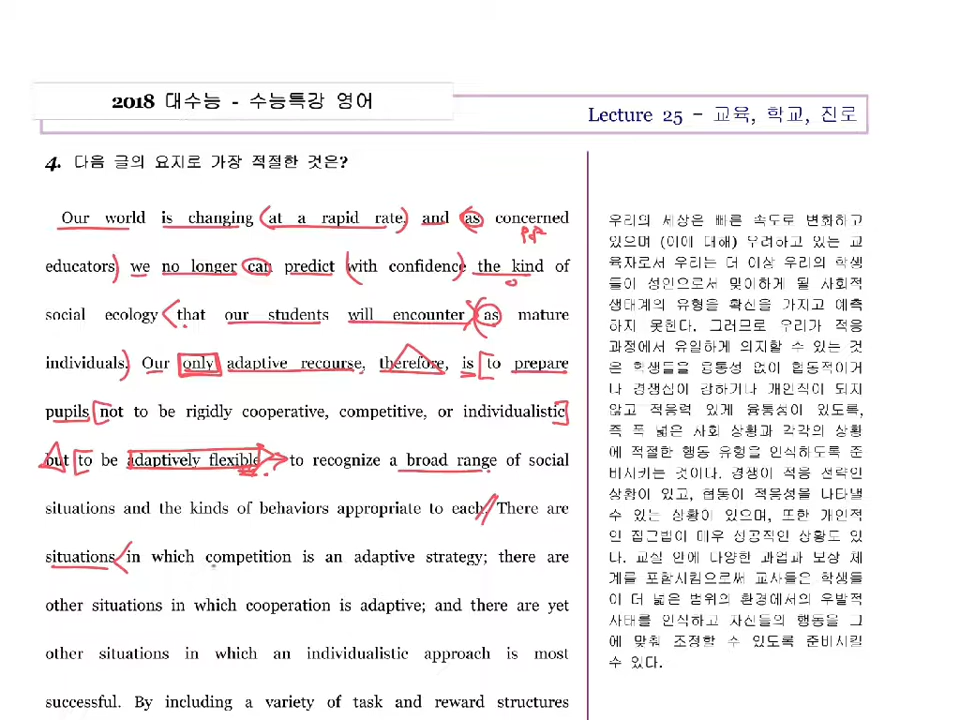 2018 대수능 - 수능특강 영어
Lecture 25 - 교육, 학교, 진로
4. 다음 글의 요지로 가장 적절한 것은?
Our world is changing at a rapid rate, and as concerned
educators, we no longer can predict with confidence the kind of
social ecology that our students will encounter as mature
individuals. Our only adaptive recourse, therefore, is to prepare
pupils not to be rigidly cooperative, competitive, or individualistic
but to be adaptively flexible to recognize a broad range of social
situations and the kinds of behaviors appropriate to each. There are
situations in which competition is an adaptive strategy; there are
other situations in which cooperation is adaptive; and there are yet
other situations in which an individualistic approach is most
successful. By including a variety of task and reward structures
우리의 세상은 빠른 속도로 변화하고
있으며 (이에 대해) 우려하고 있는 교
육자로서 우리는 더 이상 우리의 학생
들이 성인으로서 맞이하게 될 사회적
생태계의 유형을 확신을 가지고 예측
하지 못한다. 그러므로 우리가 적응
과정에서 유일하게 의지할 수 있는 것
은 학생들을 융통성 없이 협동적이거
나 경쟁심이 강하거나 개인식이 되지
않고 적응력 있게 융통성이 있도록,
즉 폭 넓은 사회 상황과 각각의 상황
에 적절한 행동 유형을 인식하도록 준
비시키는 것이다. 경쟁이 적응 전략인
상황이 있고, 협동이 적응성을 나타낼
수 있는 상황이 있으며, 또한 개인적
인 접근법이 매우 성공적인 상황도 있
다. 교실 안에 다양한 과업과 보상 체
계를 포함시킴으로써 교사들은 학생들
이 더 넓은 범위의 환경에서의 우발적
사태를 인식하고 자신들의 행동을 그
에 맞춰 조정할 수 있도록 준비시킬
수 있다.